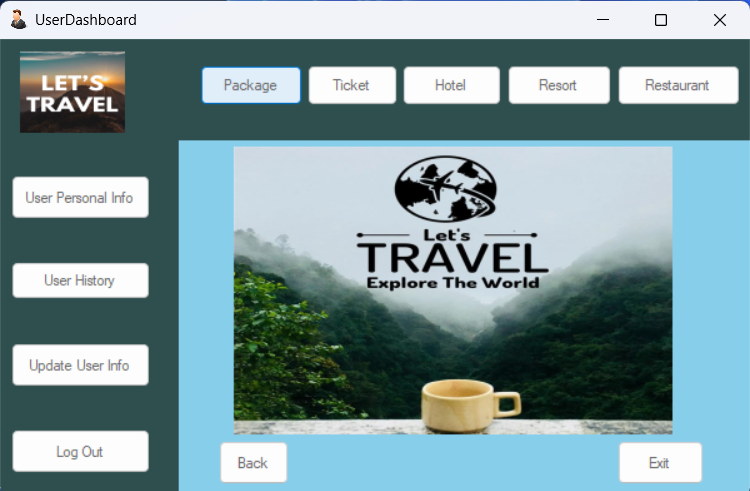 UserDashboard
LET'S
TRAVEL
Package
Ticket
Hotel
Resort
Restaurant
User Personal Info
User History
Update User Info
Log Out
Let's
TRAVEL
Explore The World
Back
Exit